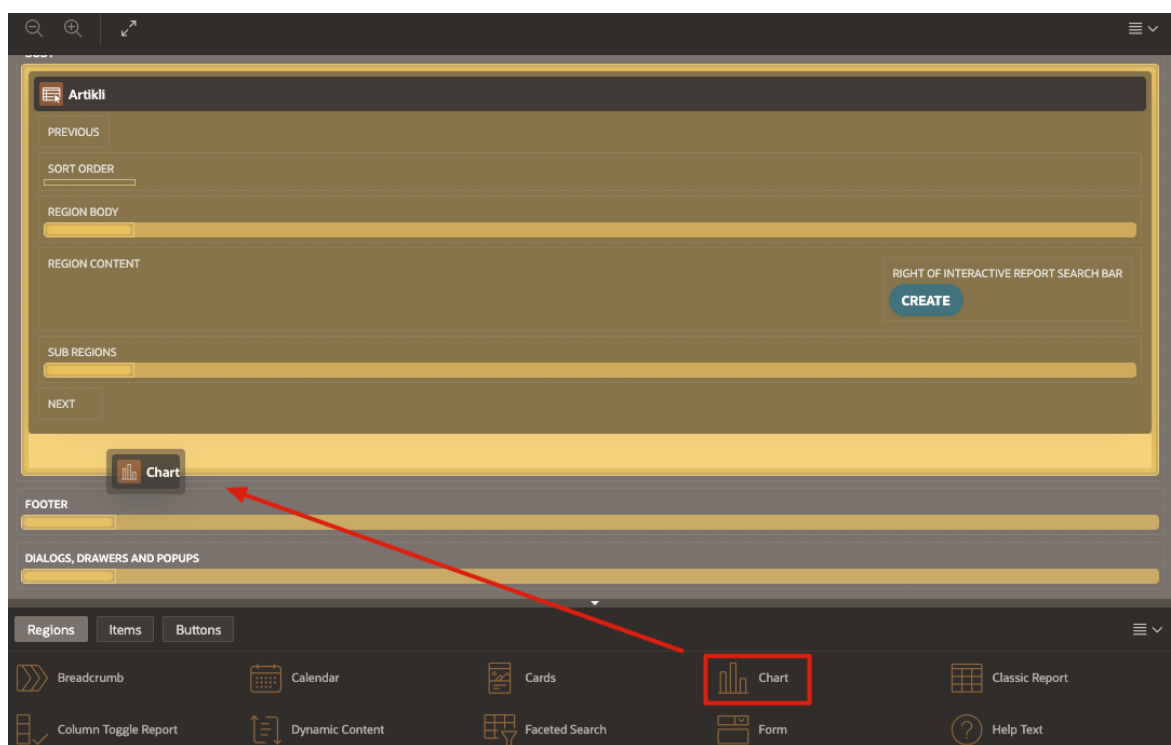 BODY
Artikli
PREVIOUS
SORT ORDER
REGION BODY
REGION CONTENT
RIGHT OF INTERACTIVE REPORT SEARCH BAR
CREATE
SUB REGIONS
NEXT
Chart
FOOTER
DIALOGS, DRAWERS AND POPUPS
Regions Items Buttons
Breadcrumb Calendar Cards Chart Classic Report
Column Toggle Report Dynamic Content Faceted Search Form Help Text